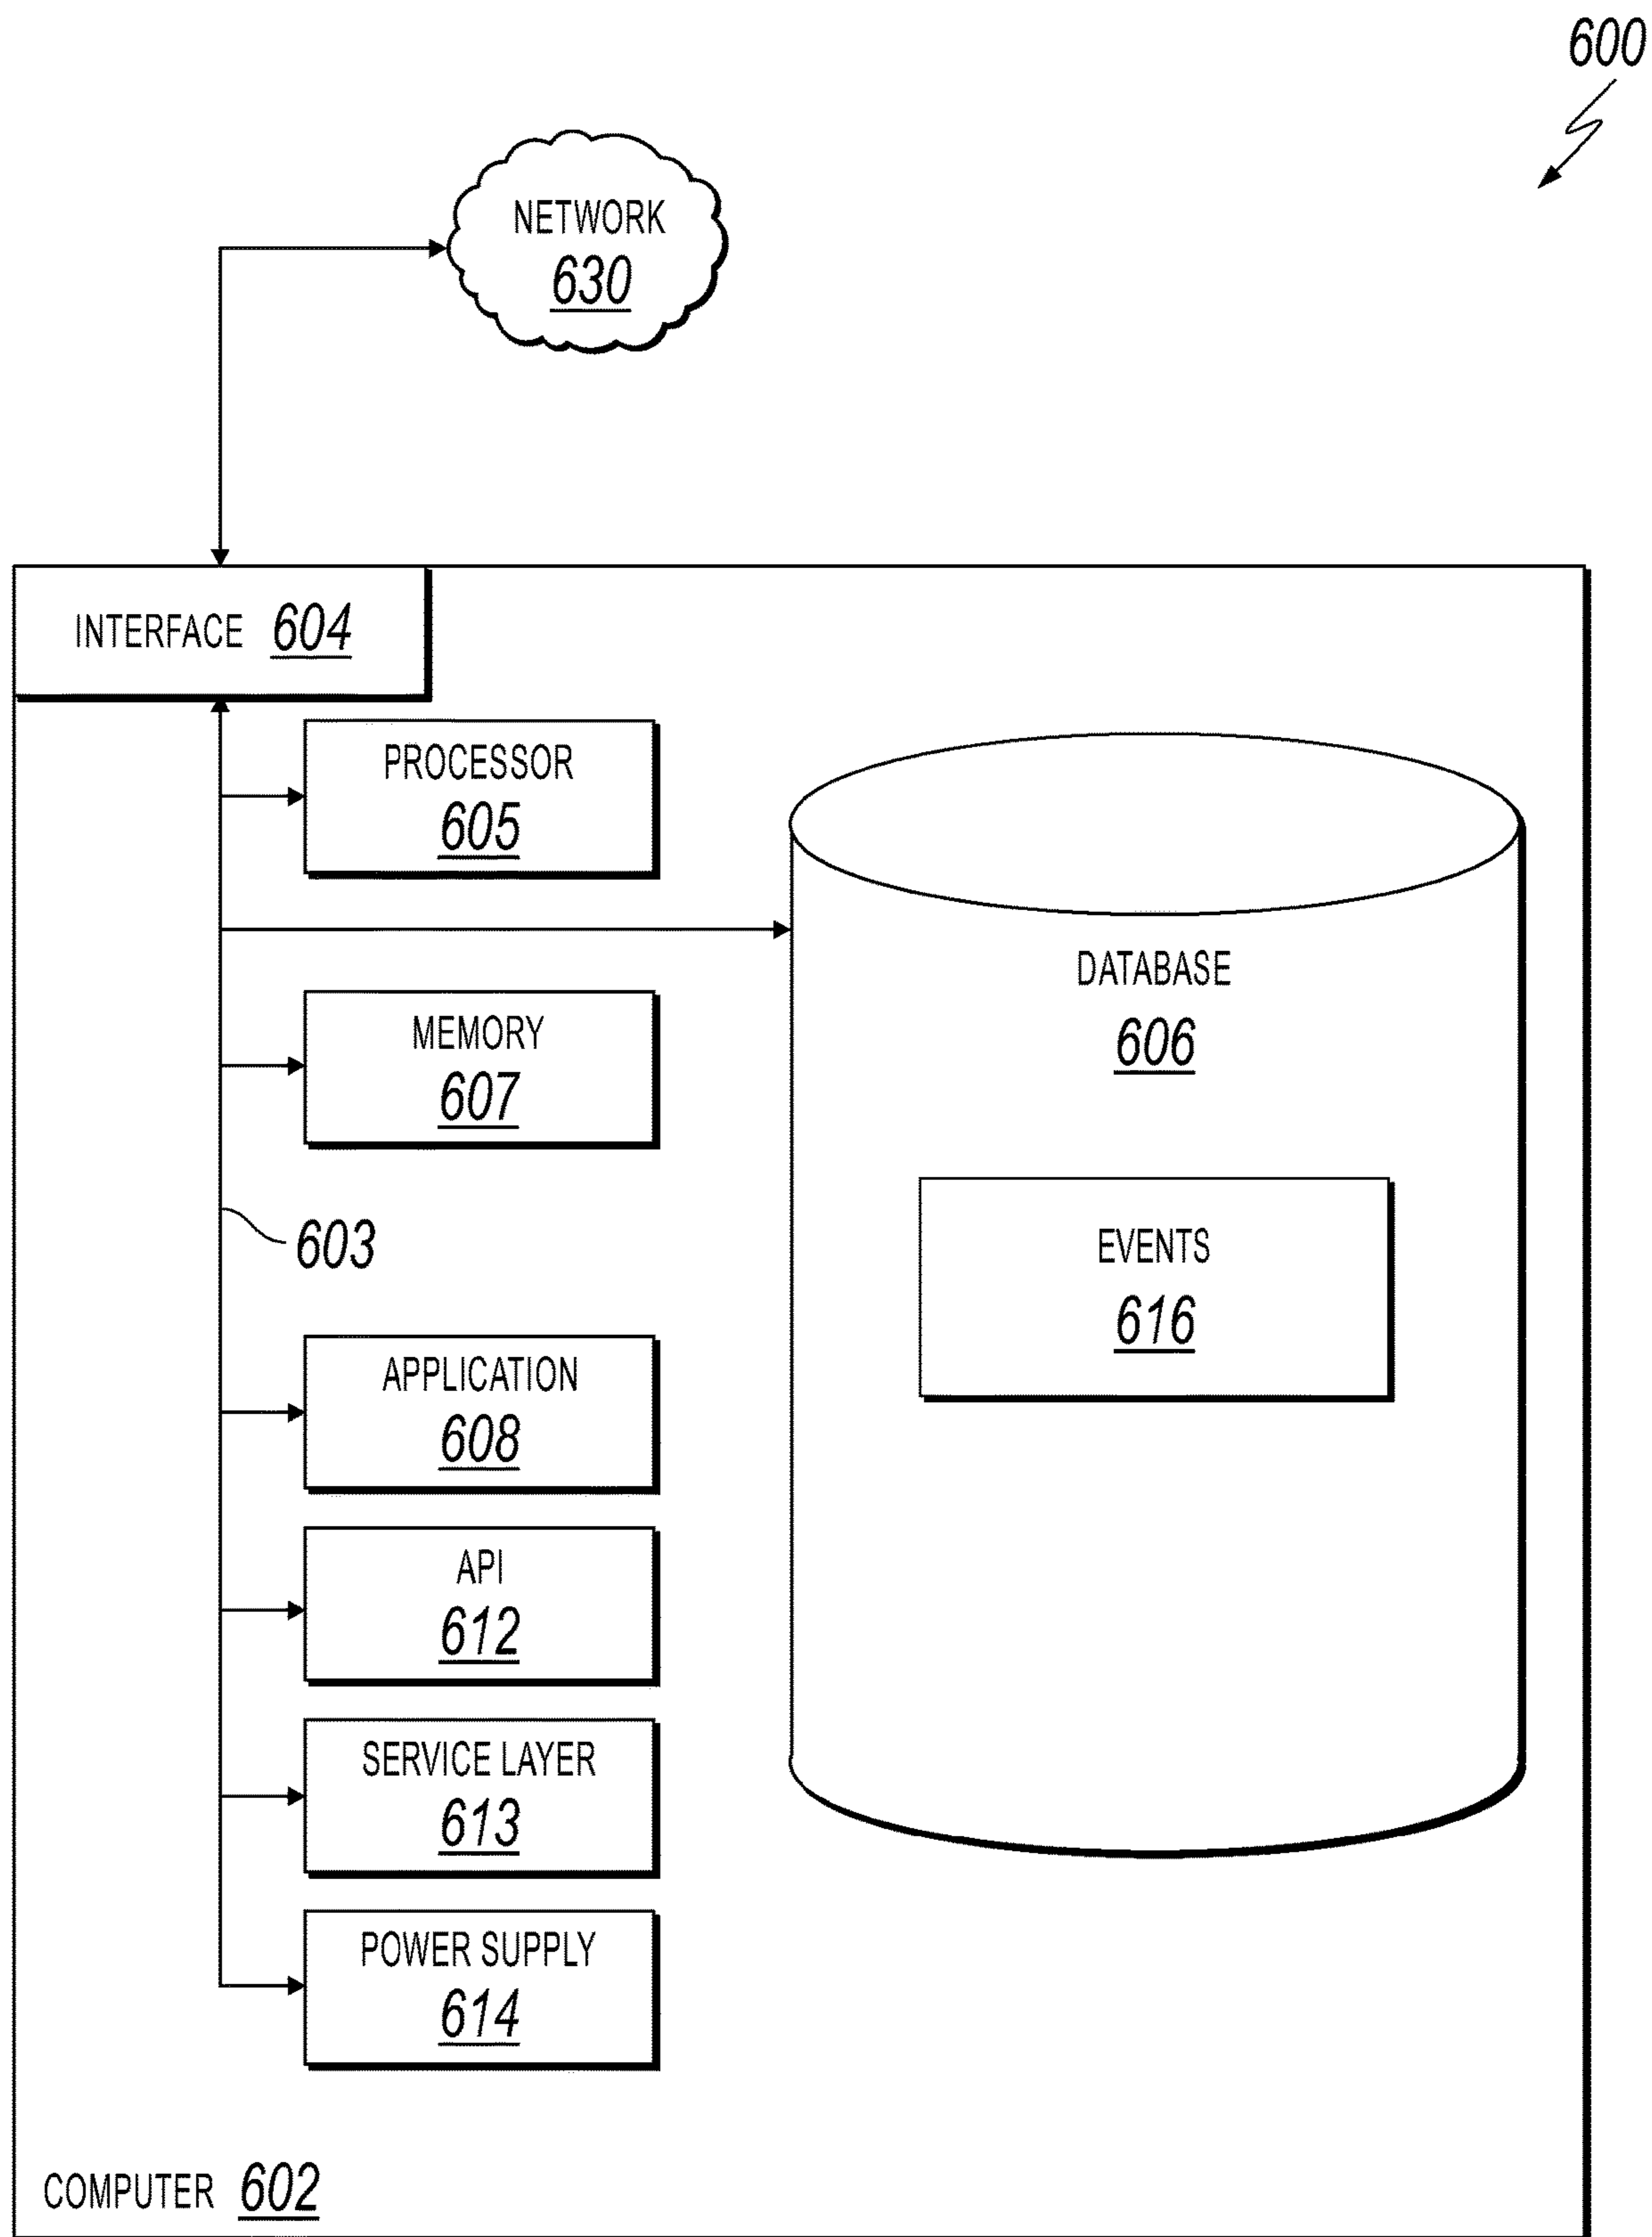 600
NETWORK
630
INTERFACE 604
PROCESSOR
605
DATABASE
606
MEMORY
607
603
EVENTS
616
APPLICATION
608
API
612
SERVICE LAYER
613
POWER SUPPLY
614
COMPUTER 602